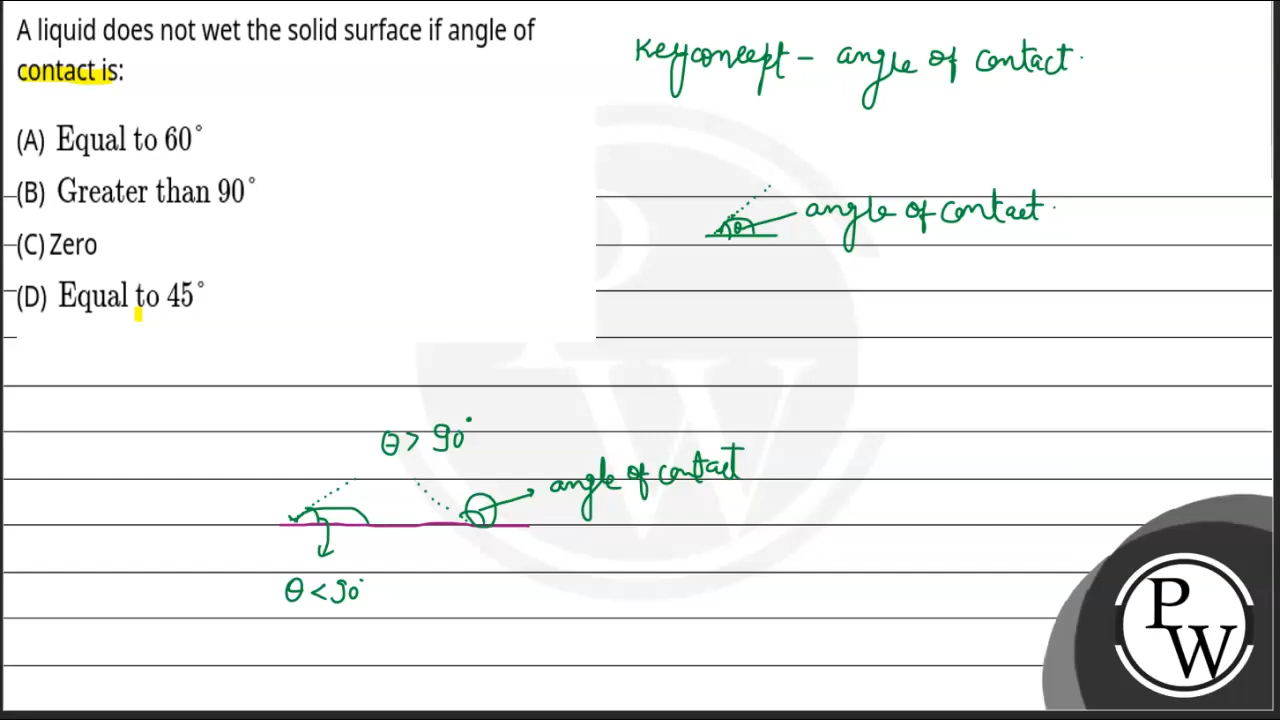 A liquid does not wet the solid surface if angle of
contact is:
(A) Equal to 60°
(B) Greater than 90°
(C) Zero
(D) Equal to 45°
Keyconcept - angle of contact.
θ angle of contact.
θ > 90°
angle of contact
θ < 90°
P
W
PW